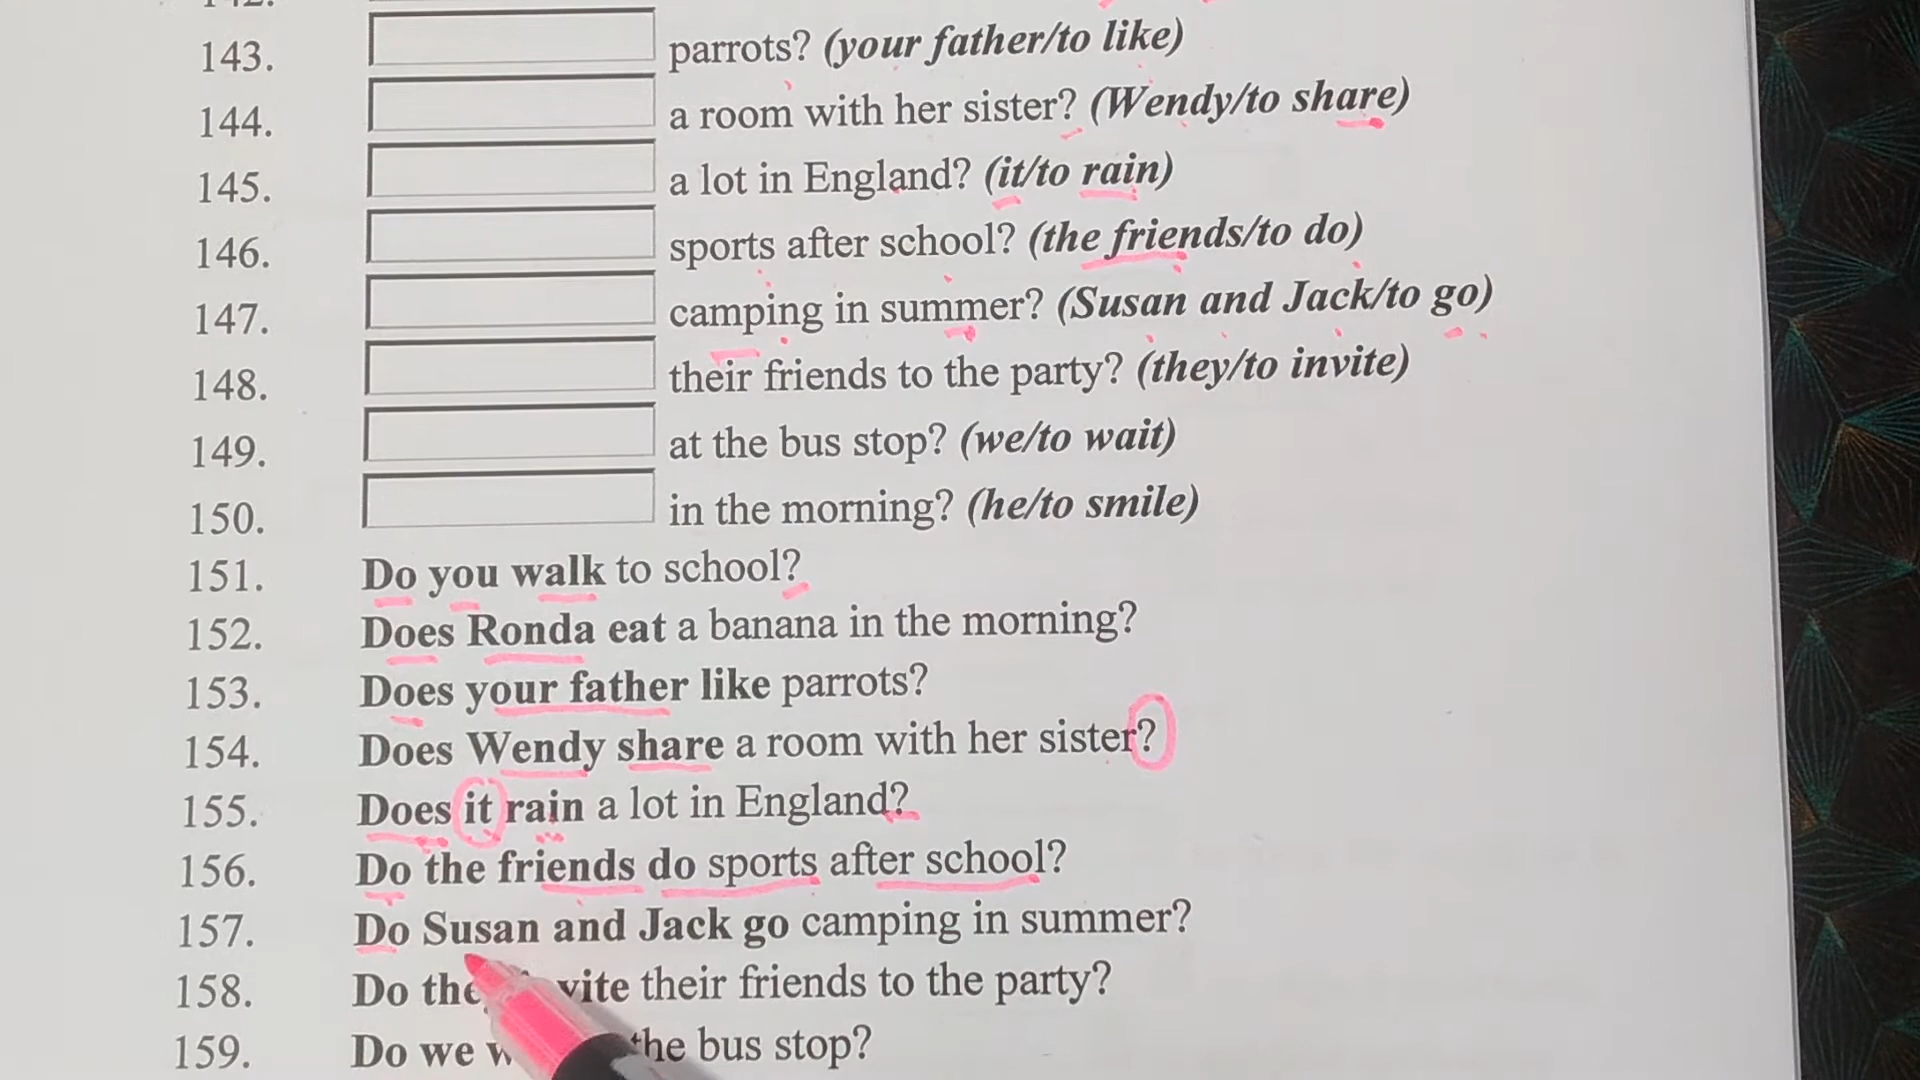 142.
143. parrots? (your father/to like)
144. a room with her sister? (Wendy/to share)
145. a lot in England? (it/to rain)
146. sports after school? (the friends/to do)
147. camping in summer? (Susan and Jack/to go)
148. their friends to the party? (they/to invite)
149. at the bus stop? (we/to wait)
150. in the morning? (he/to smile)
151. Do you walk to school?
152. Does Ronda eat a banana in the morning?
153. Does your father like parrots?
154. Does Wendy share a room with her sister?
155. Does it rain a lot in England?
156. Do the friends do sports after school?
157. Do Susan and Jack go camping in summer?
158. Do their friends to the party?
159. Do we the bus stop?